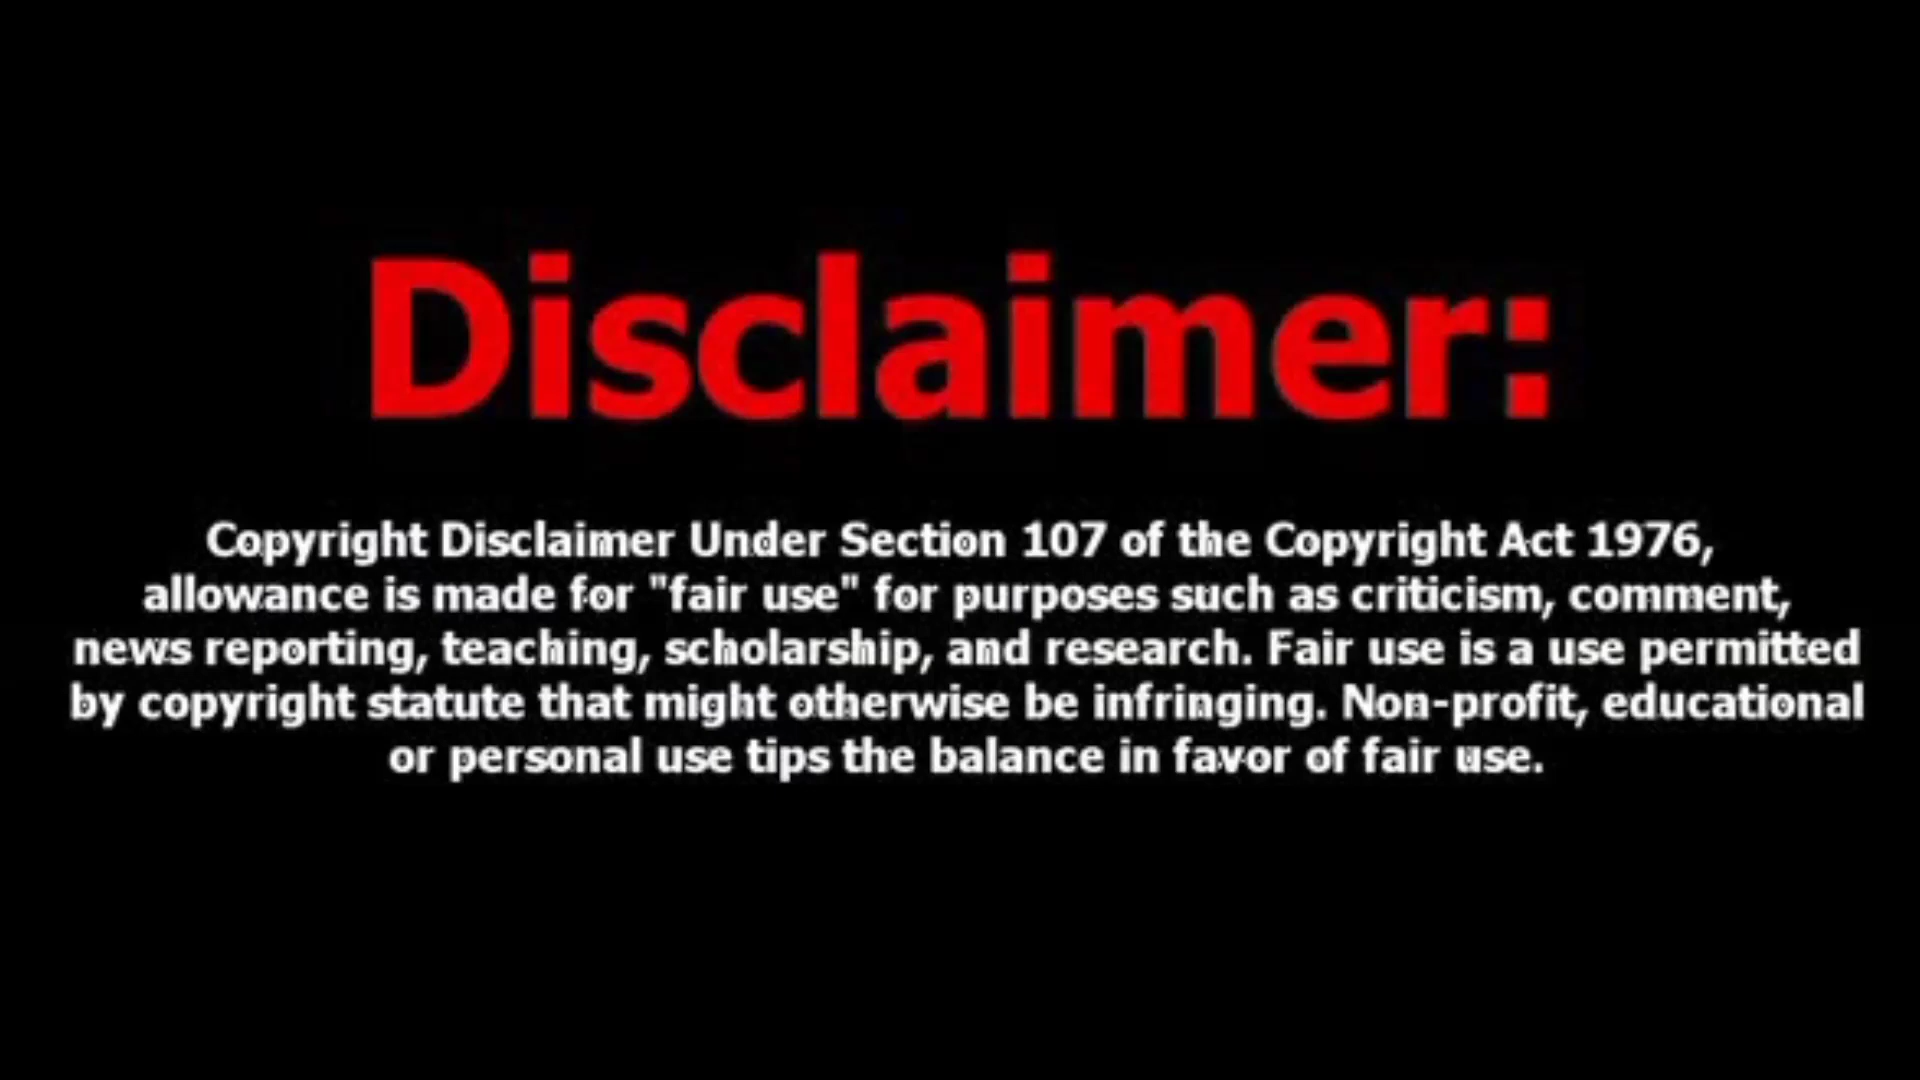 Disclaimer:
Copyright Disclaimer Under Section 107 of the Copyright Act 1976,
allowance is made for "fair use" for purposes such as criticism, comment,
news reporting, teaching, scholarship, and research. Fair use is a use permitted
by copyright statute that might otherwise be infringing. Non-profit, educational
or personal use tips the balance in favor of fair use.